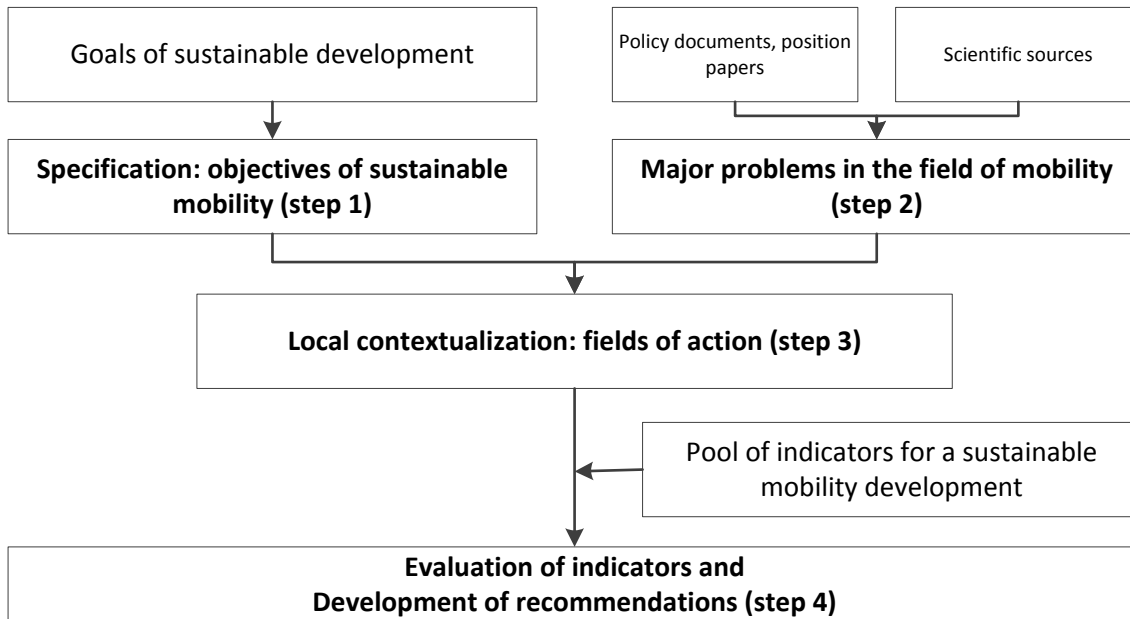 Goals of sustainable development
Policy documents, position
papers
Scientific sources
Specification: objectives of sustainable
mobility (step 1)
Major problems in the field of mobility
(step 2)
Local contextualization: fields of action (step 3)
Pool of indicators for a sustainable
mobility development
Evaluation of indicators and
Development of recommendations (step 4)